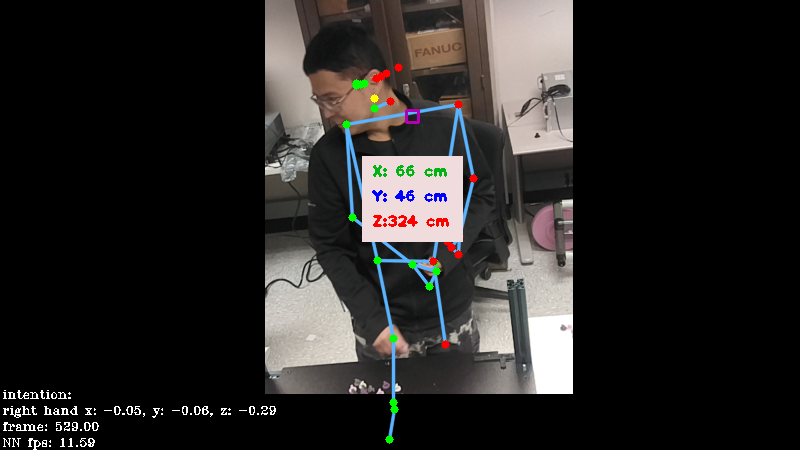 FANUC
X: 66 cm
Y: 46 cm
Z:324 cm
intention:
right hand x: -0.05, y: -0.06, z: -0.29
frame: 529.00
NN fps: 11.59